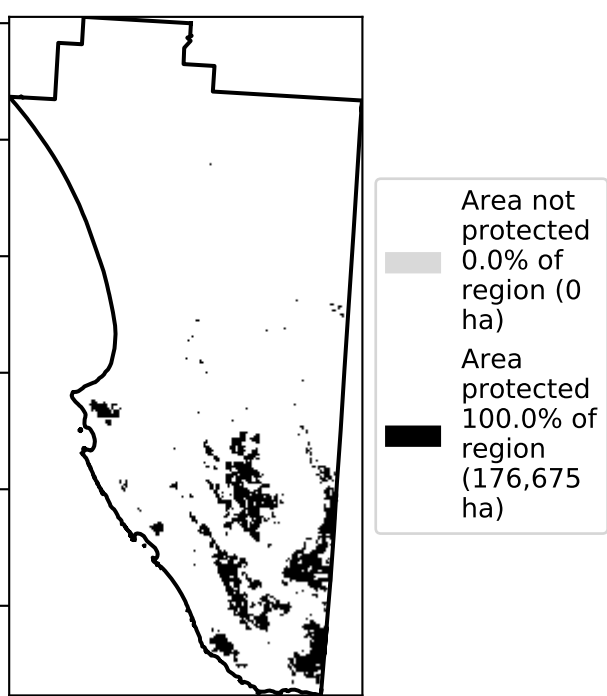 Area not
protected
0.0% of
region (0
ha)
Area
protected
100.0% of
region
(176,675
ha)